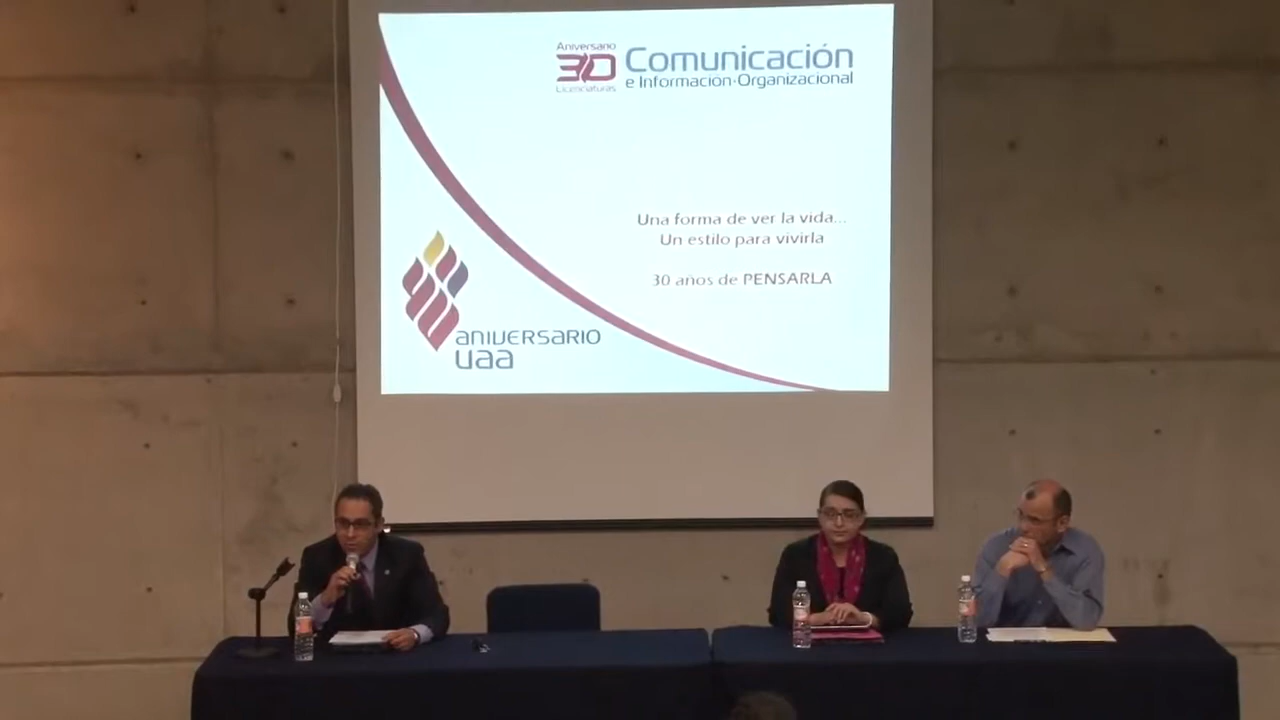 Aniversario
30
Licenciaturas
Comunicación
e Información-Organizacional
Una forma de ver la vida...
Un estilo para vivirla
30 años de PENSARLA
ANIVERSARIO
uaa